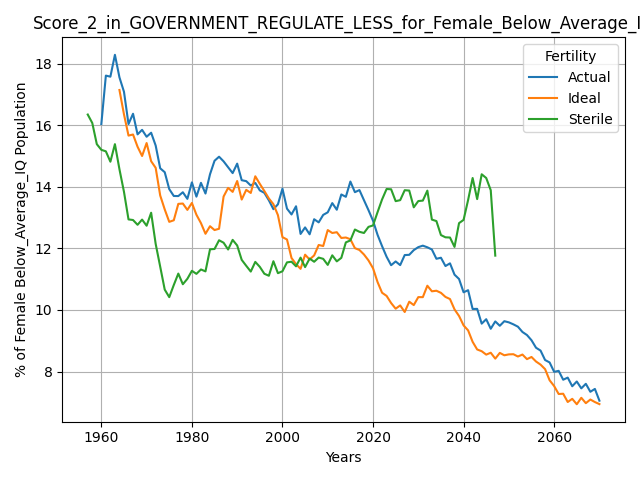 Score_2_in_GOVERNMENT_REGULATE_LESS_for_Female_Below_Average_I
% of Female Below_Average_IQ Population
18
16
14
12
10
8
Fertility
Actual
Ideal
Sterile
1960 1980 2000 2020 2040 2060
Years